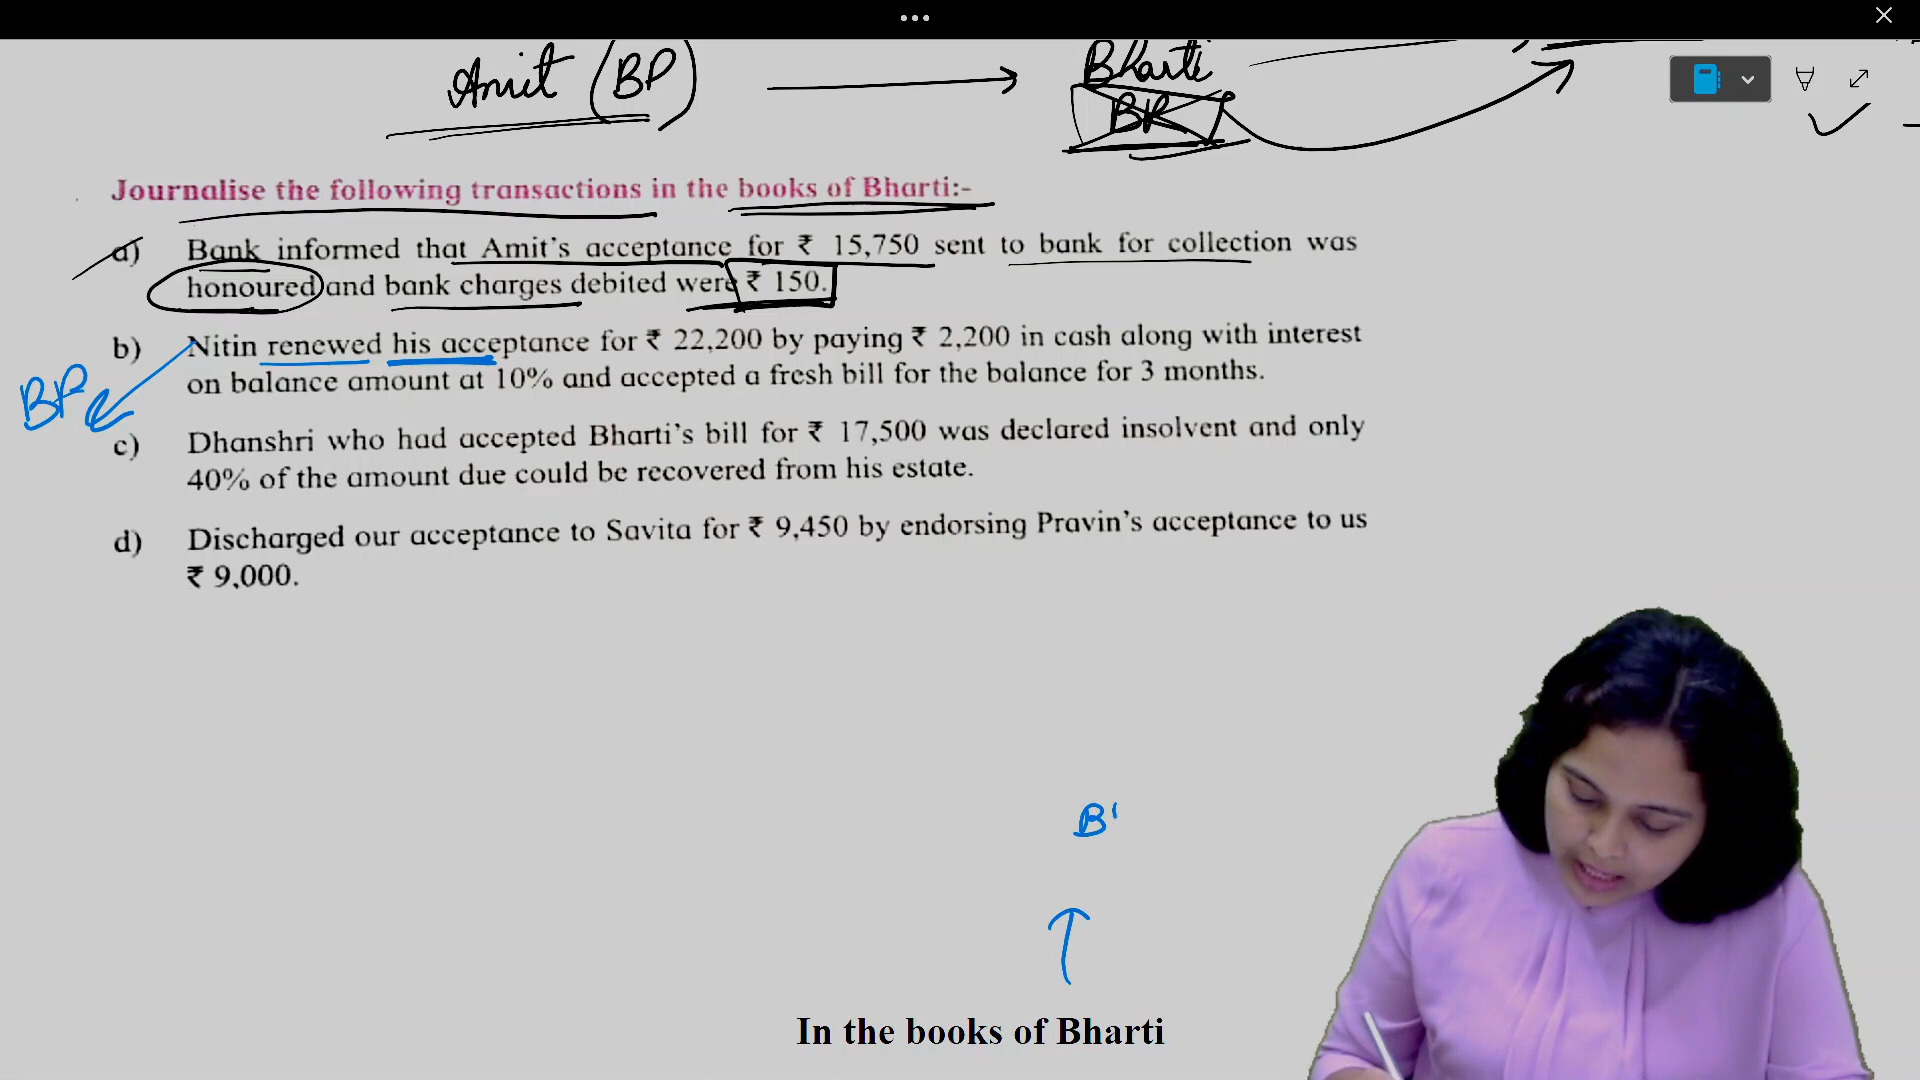 Amit (BP)
Bharti
BR
Journalise the following transactions in the books of Bharti:-
a) Bank informed that Amit's acceptance for ₹ 15,750 sent to bank for collection was
honoured and bank charges debited were ₹ 150.
b) Nitin renewed his acceptance for ₹ 22,200 by paying ₹ 2,200 in cash along with interest
on balance amount at 10% and accepted a fresh bill for the balance for 3 months.
BP
c) Dhanshri who had accepted Bharti's bill for ₹ 17,500 was declared insolvent and only
40% of the amount due could be recovered from his estate.
d) Discharged our acceptance to Savita for ₹ 9,450 by endorsing Pravin's acceptance to us
₹ 9,000.
B
In the books of Bharti